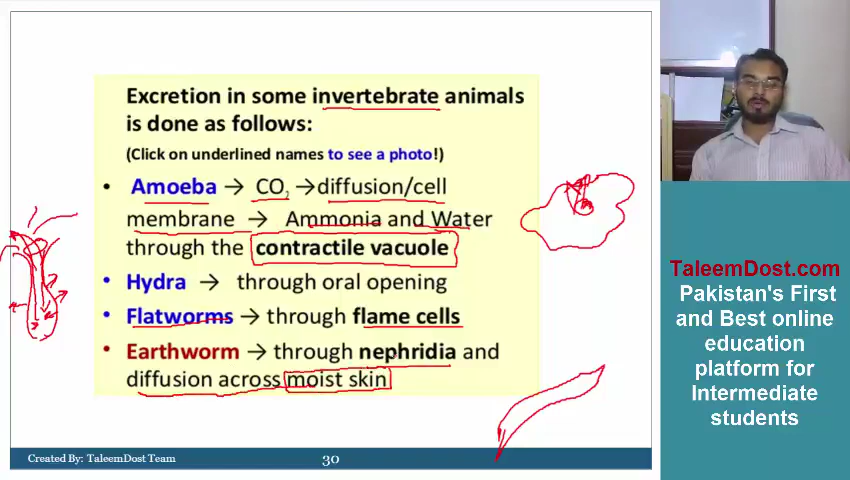 Excretion in some invertebrate animals
is done as follows:
(Click on underlined names to see a photo!)
• Amoeba → CO₂ →diffusion/cell
membrane → Ammonia and Water
through the contractile vacuole
• Hydra → through oral opening
• Flatworms → through flame cells
• Earthworm → through nephridia and
diffusion across moist skin
Created By: TaleemDost Team
30
TaleemDost.com
Pakistan's First
and Best online
education
platform for
Intermediate
students